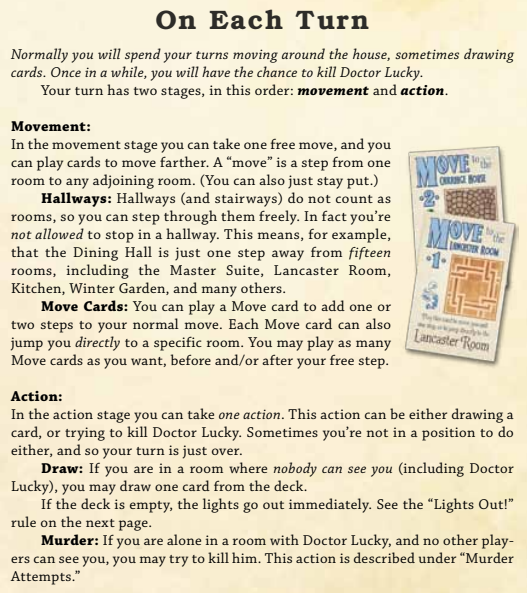 On Each Turn
Normally you will spend your turns moving around the house, sometimes drawing
cards. Once in a while, you will have the chance to kill Doctor Lucky.
Your turn has two stages, in this order: movement and action.
Movement:
In the movement stage you can take one free move, and you
can play cards to move farther. A “move” is a step from one
room to any adjoining room. (You can also just stay put.)
Hallways: Hallways (and stairways) do not count as
rooms, so you can step through them freely. In fact you’re
not allowed to stop in a hallway. This means, for example,
that the Dining Hall is just one step away from fifteen
rooms, including the Master Suite, Lancaster Room,
Kitchen, Winter Garden, and many others.
Move Cards: You can play a Move card to add one or
two steps to your normal move. Each Move card can also
jump you directly to a specific room. You may play as many
Move cards as you want, before and/or after your free step.
MOVE to the
CARRIAGE HOUSE
2
MOVE to the
LANCASTER ROOM
1
Lancaster Room
Action:
In the action stage you can take one action. This action can be either drawing a
card, or trying to kill Doctor Lucky. Sometimes you’re not in a position to do
either, and so your turn is just over.
Draw: If you are in a room where nobody can see you (including Doctor
Lucky), you may draw one card from the deck.
If the deck is empty, the lights go out immediately. See the “Lights Out!”
rule on the next page.
Murder: If you are alone in a room with Doctor Lucky, and no other play-
ers can see you, you may try to kill him. This action is described under “Murder
Attempts.”